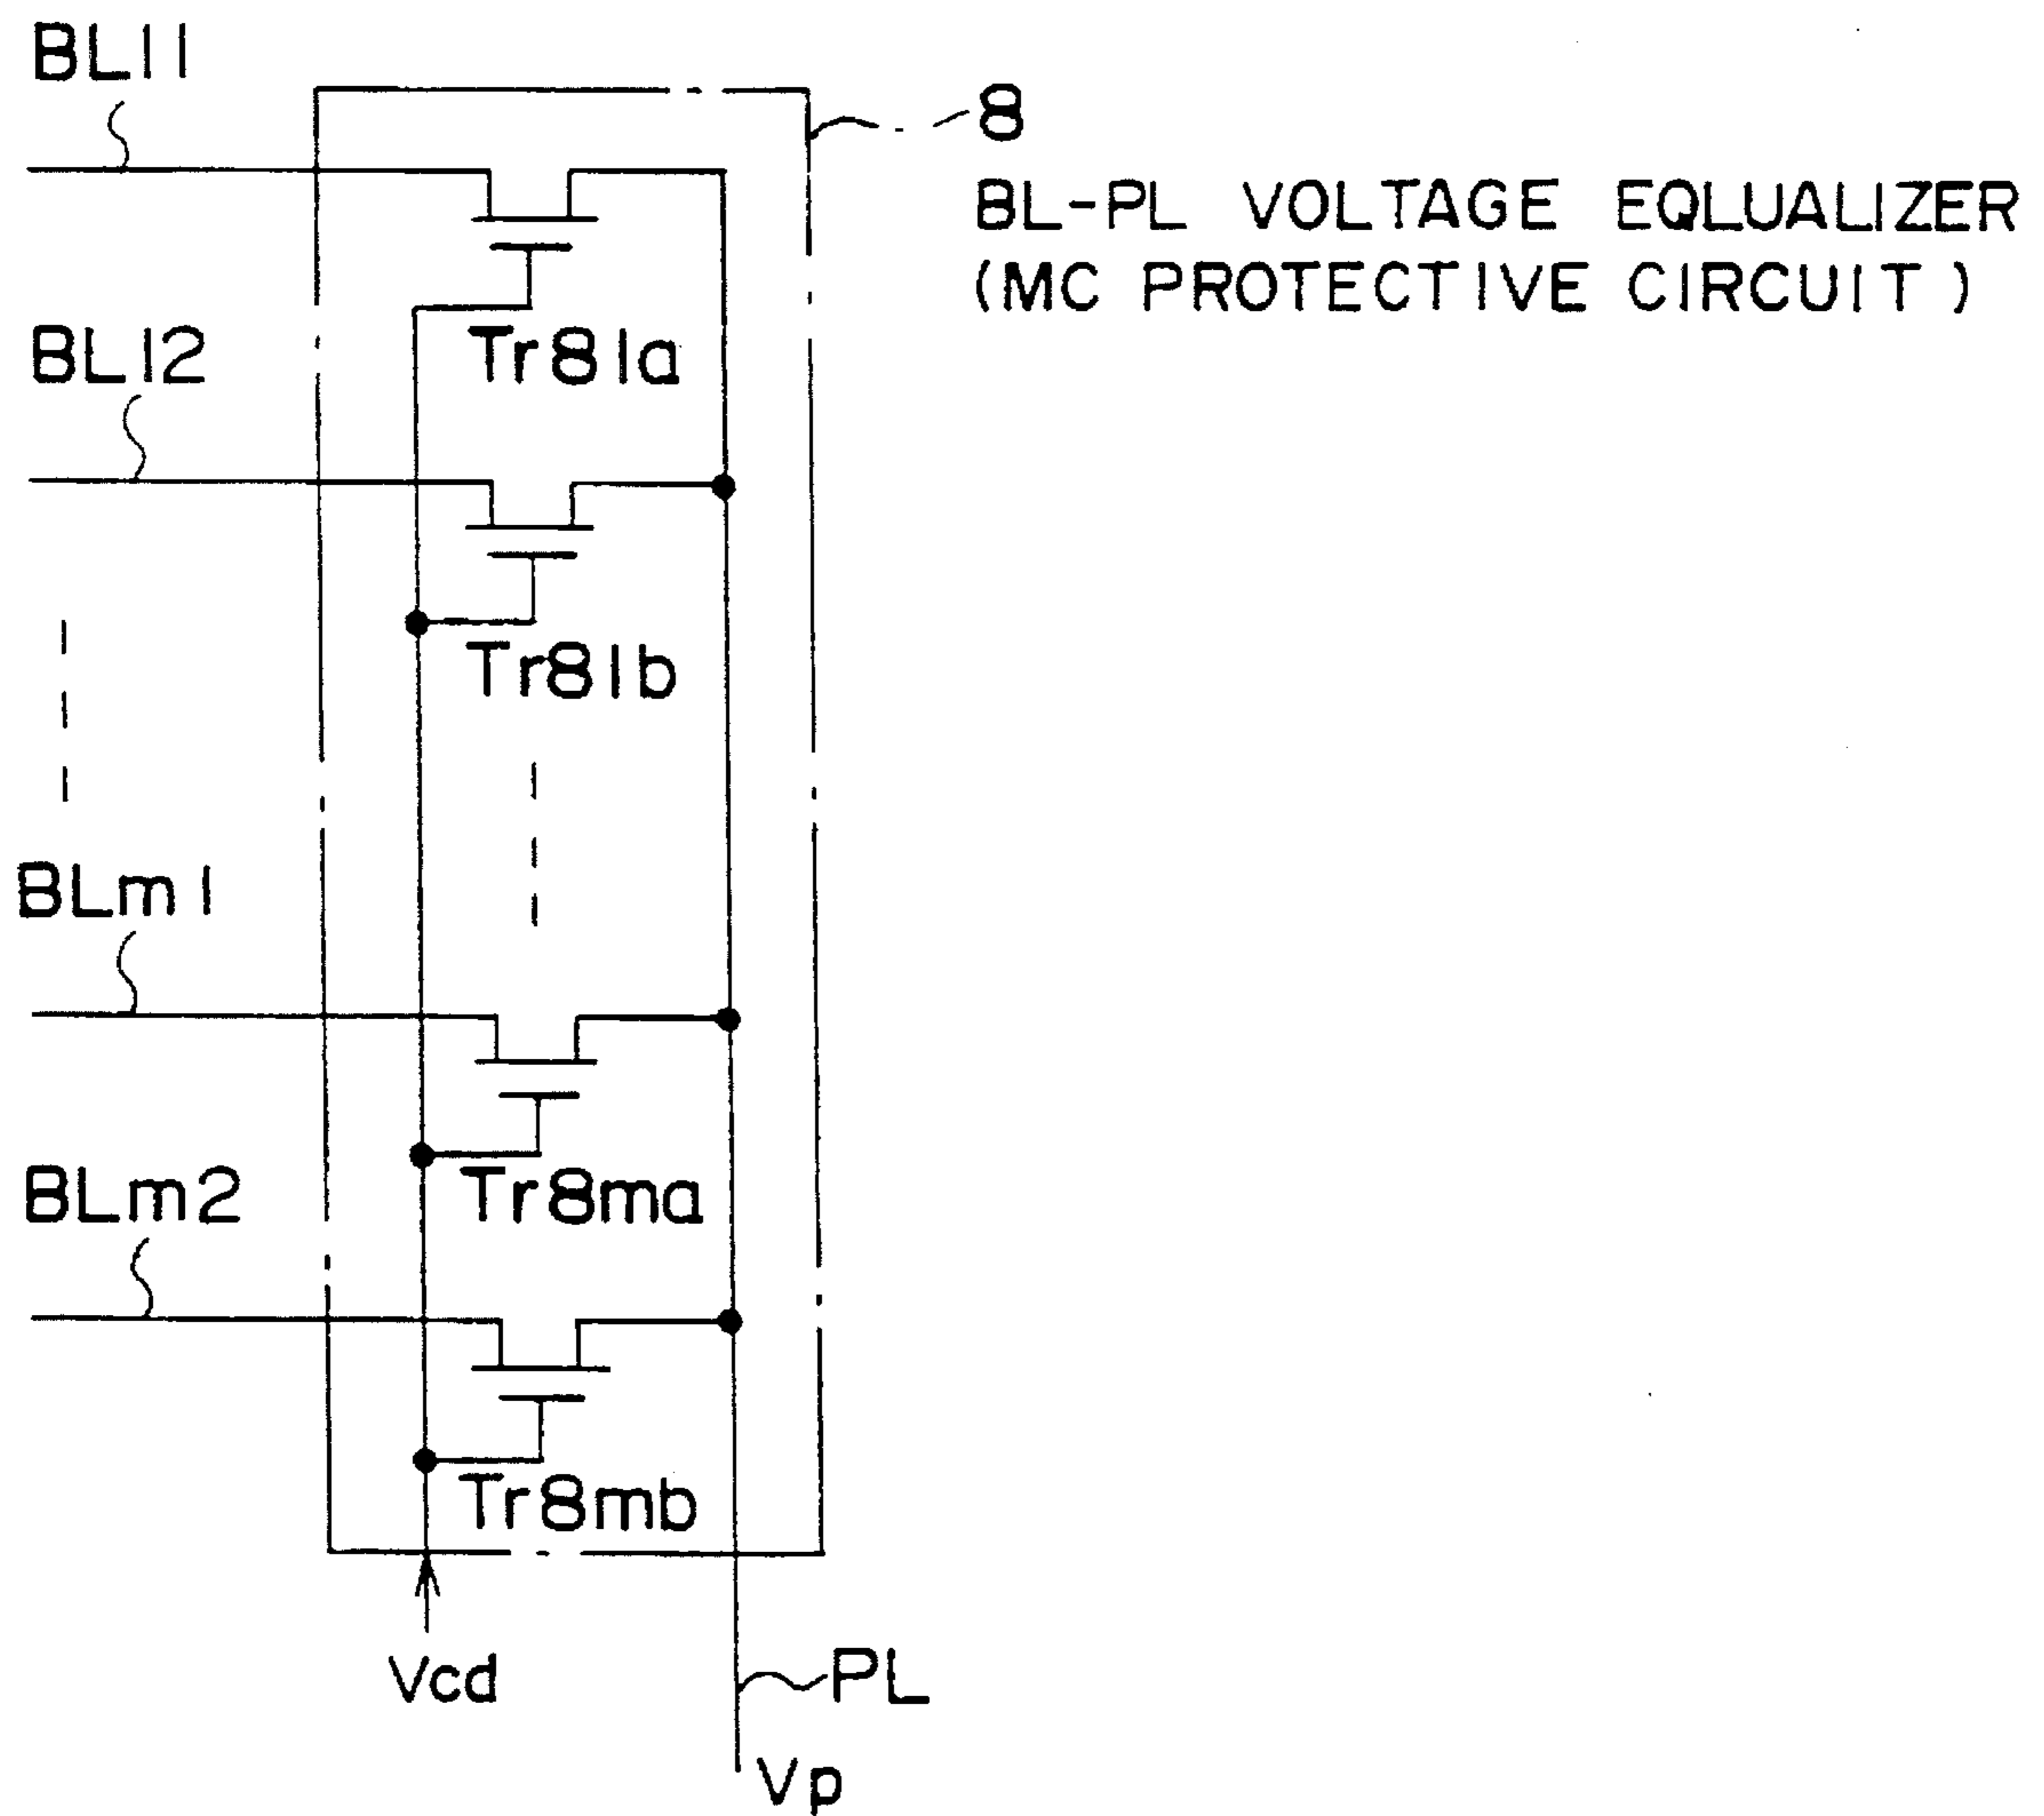 BL11
8
BL-PL VOLTAGE EQLUALIZER
(MC PROTECTIVE CIRCUIT)
Tr81a
BL12
Tr81b
BLm1
Tr8ma
BLm2
Tr8mb
Vcd
PL
Vp